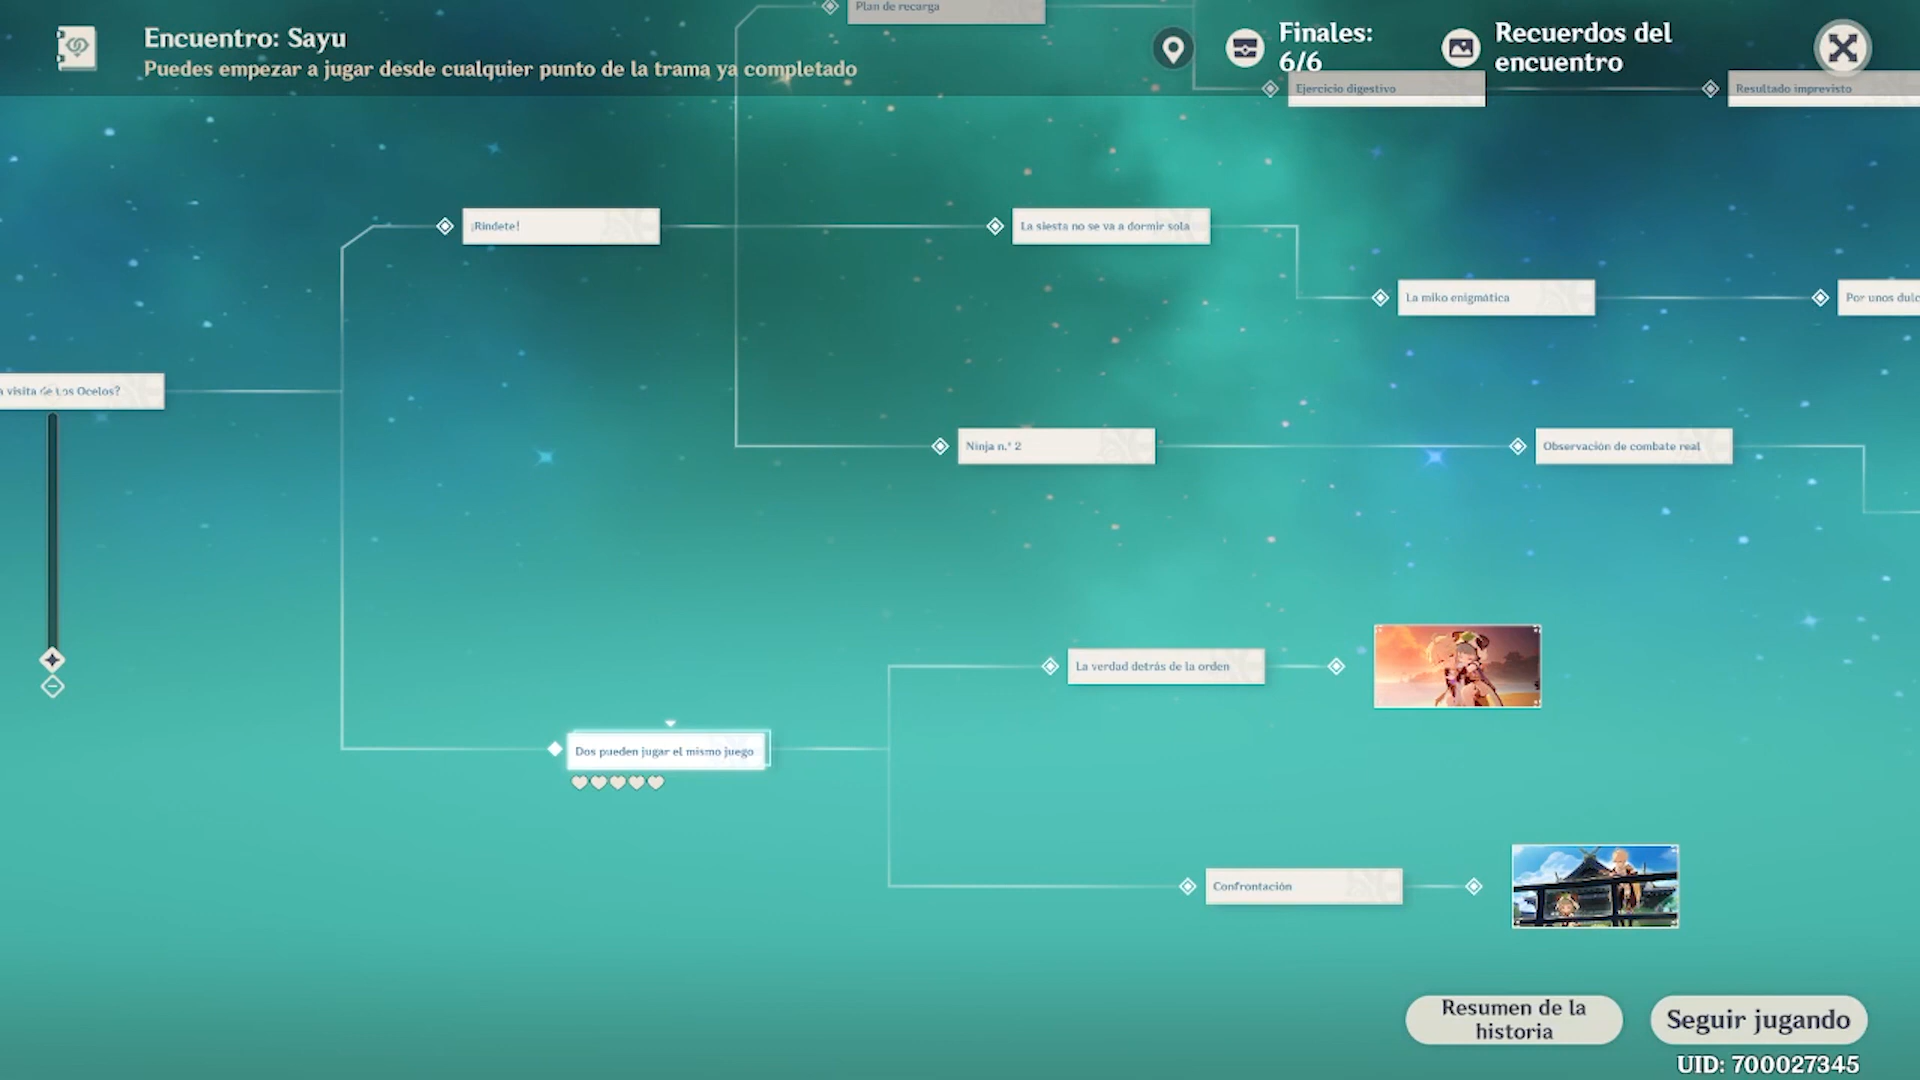 Plan de recarga
Encuentro: Sayu
Puedes empezar a jugar desde cualquier punto de la trama ya completado
Finales:
6/6
Recuerdos del
encuentro
Ejercicio digestivo
Resultado imprevisto
¡Ríndete!
La siesta no se va a dormir sola
La miko enigmática
Por unos dulc
a visita de Los Ocelos?
Ninja n.° 2
Observación de combate real
La verdad detrás de la orden
Dos pueden jugar el mismo juego
Confrontación
Resumen de la
historia
Seguir jugando
UID: 700027345